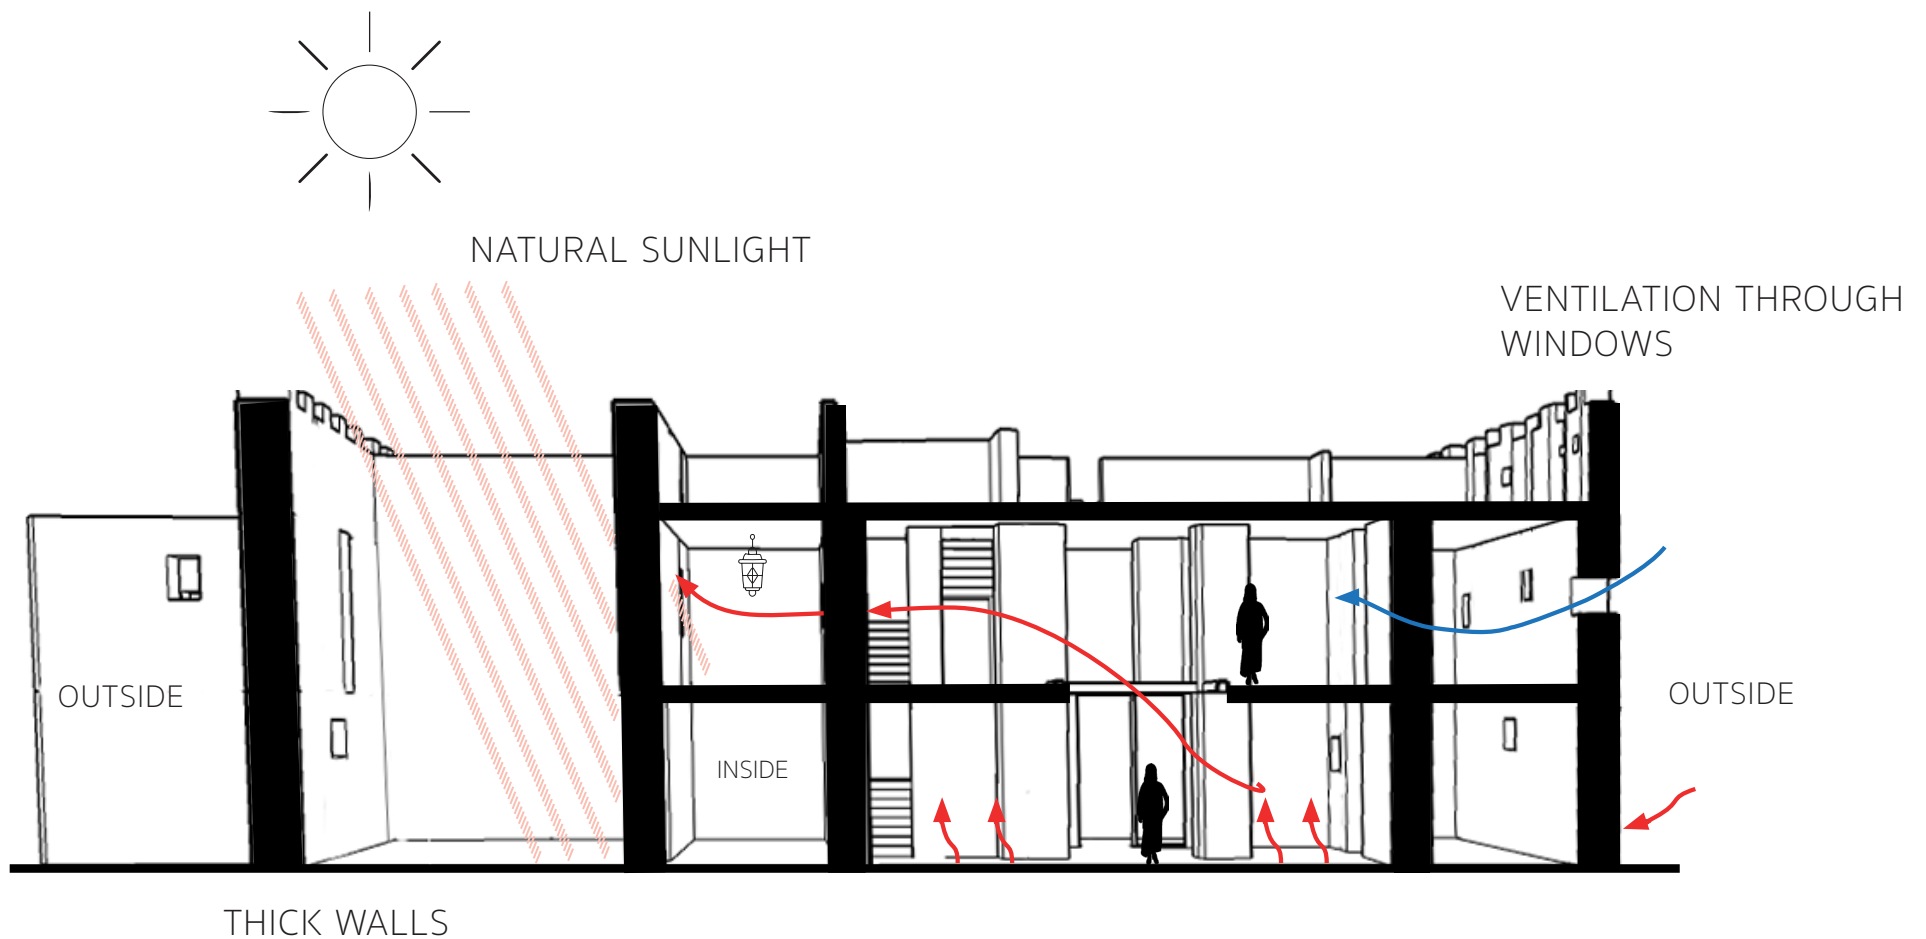 NATURAL SUNLIGHT
VENTILATION THROUGH
WINDOWS
OUTSIDE
OUTSIDE
INSIDE
THICK WALLS